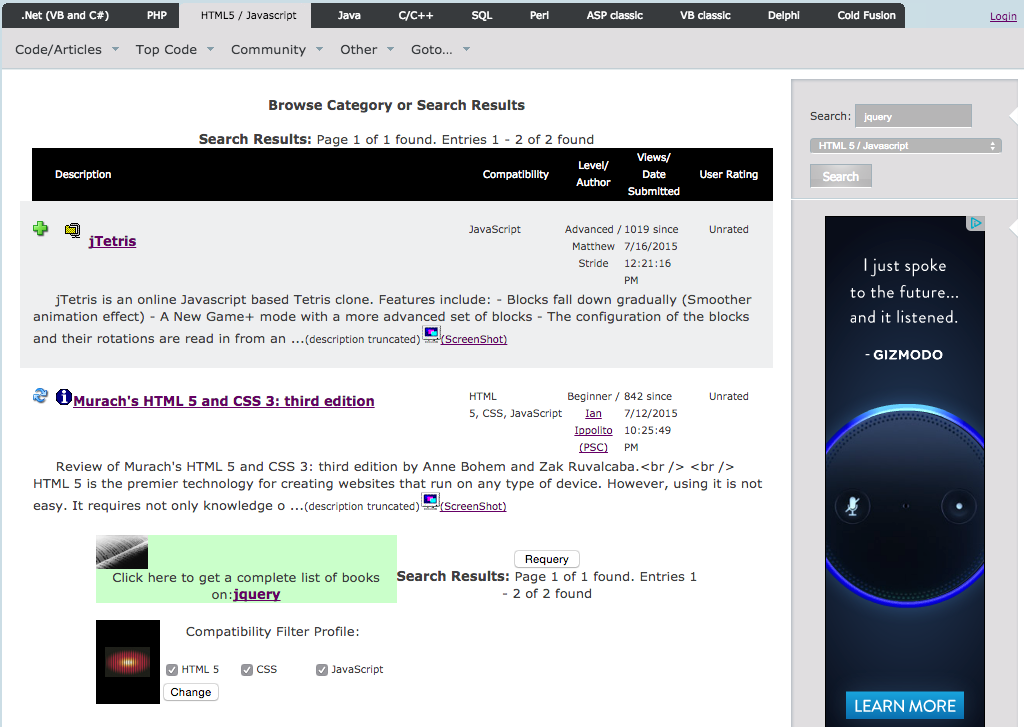 .Net (VB and C#) PHP HTML5 / Javascript Java C/C++ SQL Perl ASP classic VB classic Delphi Cold Fusion Login
Code/Articles Top Code Community Other Goto...
Browse Category or Search Results
Search Results: Page 1 of 1 found. Entries 1 - 2 of 2 found
Description Compatibility Level/ Author Views/ Date Submitted User Rating
jTetris
JavaScript
Advanced / 1019 since
Matthew 7/16/2015
Stride 12:21:16
PM
Unrated
jTetris is an online Javascript based Tetris clone. Features include: - Blocks fall down gradually (Smoother
animation effect) - A New Game+ mode with a more advanced set of blocks - The configuration of the blocks
and their rotations are read in from an ...(description truncated) (ScreenShot)
Murach's HTML 5 and CSS 3: third edition
HTML
5, CSS, JavaScript
Beginner / 842 since
Ian 7/12/2015
Ippolito 10:25:49
(PSC) PM
Unrated
Review of Murach's HTML 5 and CSS 3: third edition by Anne Bohem and Zak Ruvalcaba.<br /> <br />
HTML 5 is the premier technology for creating websites that run on any type of device. However, using it is not
easy. It requires not only knowledge o ...(description truncated) (ScreenShot)
Click here to get a complete list of books
on:jquery
Requery
Search Results: Page 1 of 1 found. Entries 1
- 2 of 2 found
Compatibility Filter Profile:
HTML 5 CSS JavaScript
Change
Search: jquery
HTML 5 / Javascript
Search
I just spoke
to the future...
and it listened.
- GIZMODO
LEARN MORE